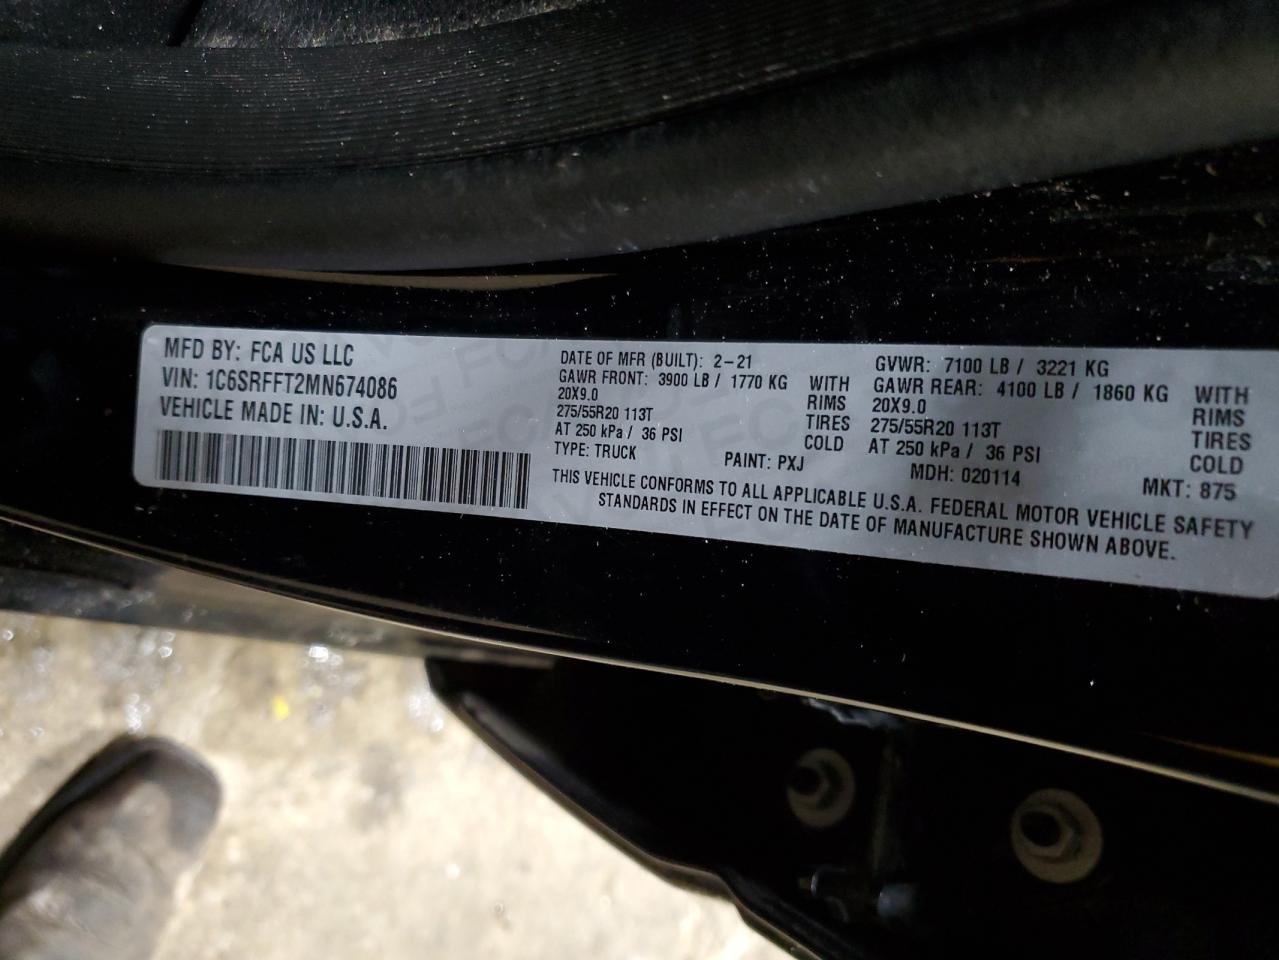 MFD BY: FCA US LLC
VIN: 1C6SRFFT2MN674086
VEHICLE MADE IN: U.S.A.
DATE OF MFR (BUILT): 2-21
GAWR FRONT: 3900 LB / 1770 KG WITH
20X9.0 RIMS
275/55R20 113T TIRES
AT 250 kPa / 36 PSI COLD
TYPE: TRUCK PAINT: PXJ
GVWR: 7100 LB / 3221 KG
GAWR REAR: 4100 LB / 1860 KG WITH
20X9.0 RIMS
275/55R20 113T TIRES
AT 250 kPa / 36 PSI COLD
MDH: 020114 MKT: 875
THIS VEHICLE CONFORMS TO ALL APPLICABLE U.S.A. FEDERAL MOTOR VEHICLE SAFETY
STANDARDS IN EFFECT ON THE DATE OF MANUFACTURE SHOWN ABOVE.